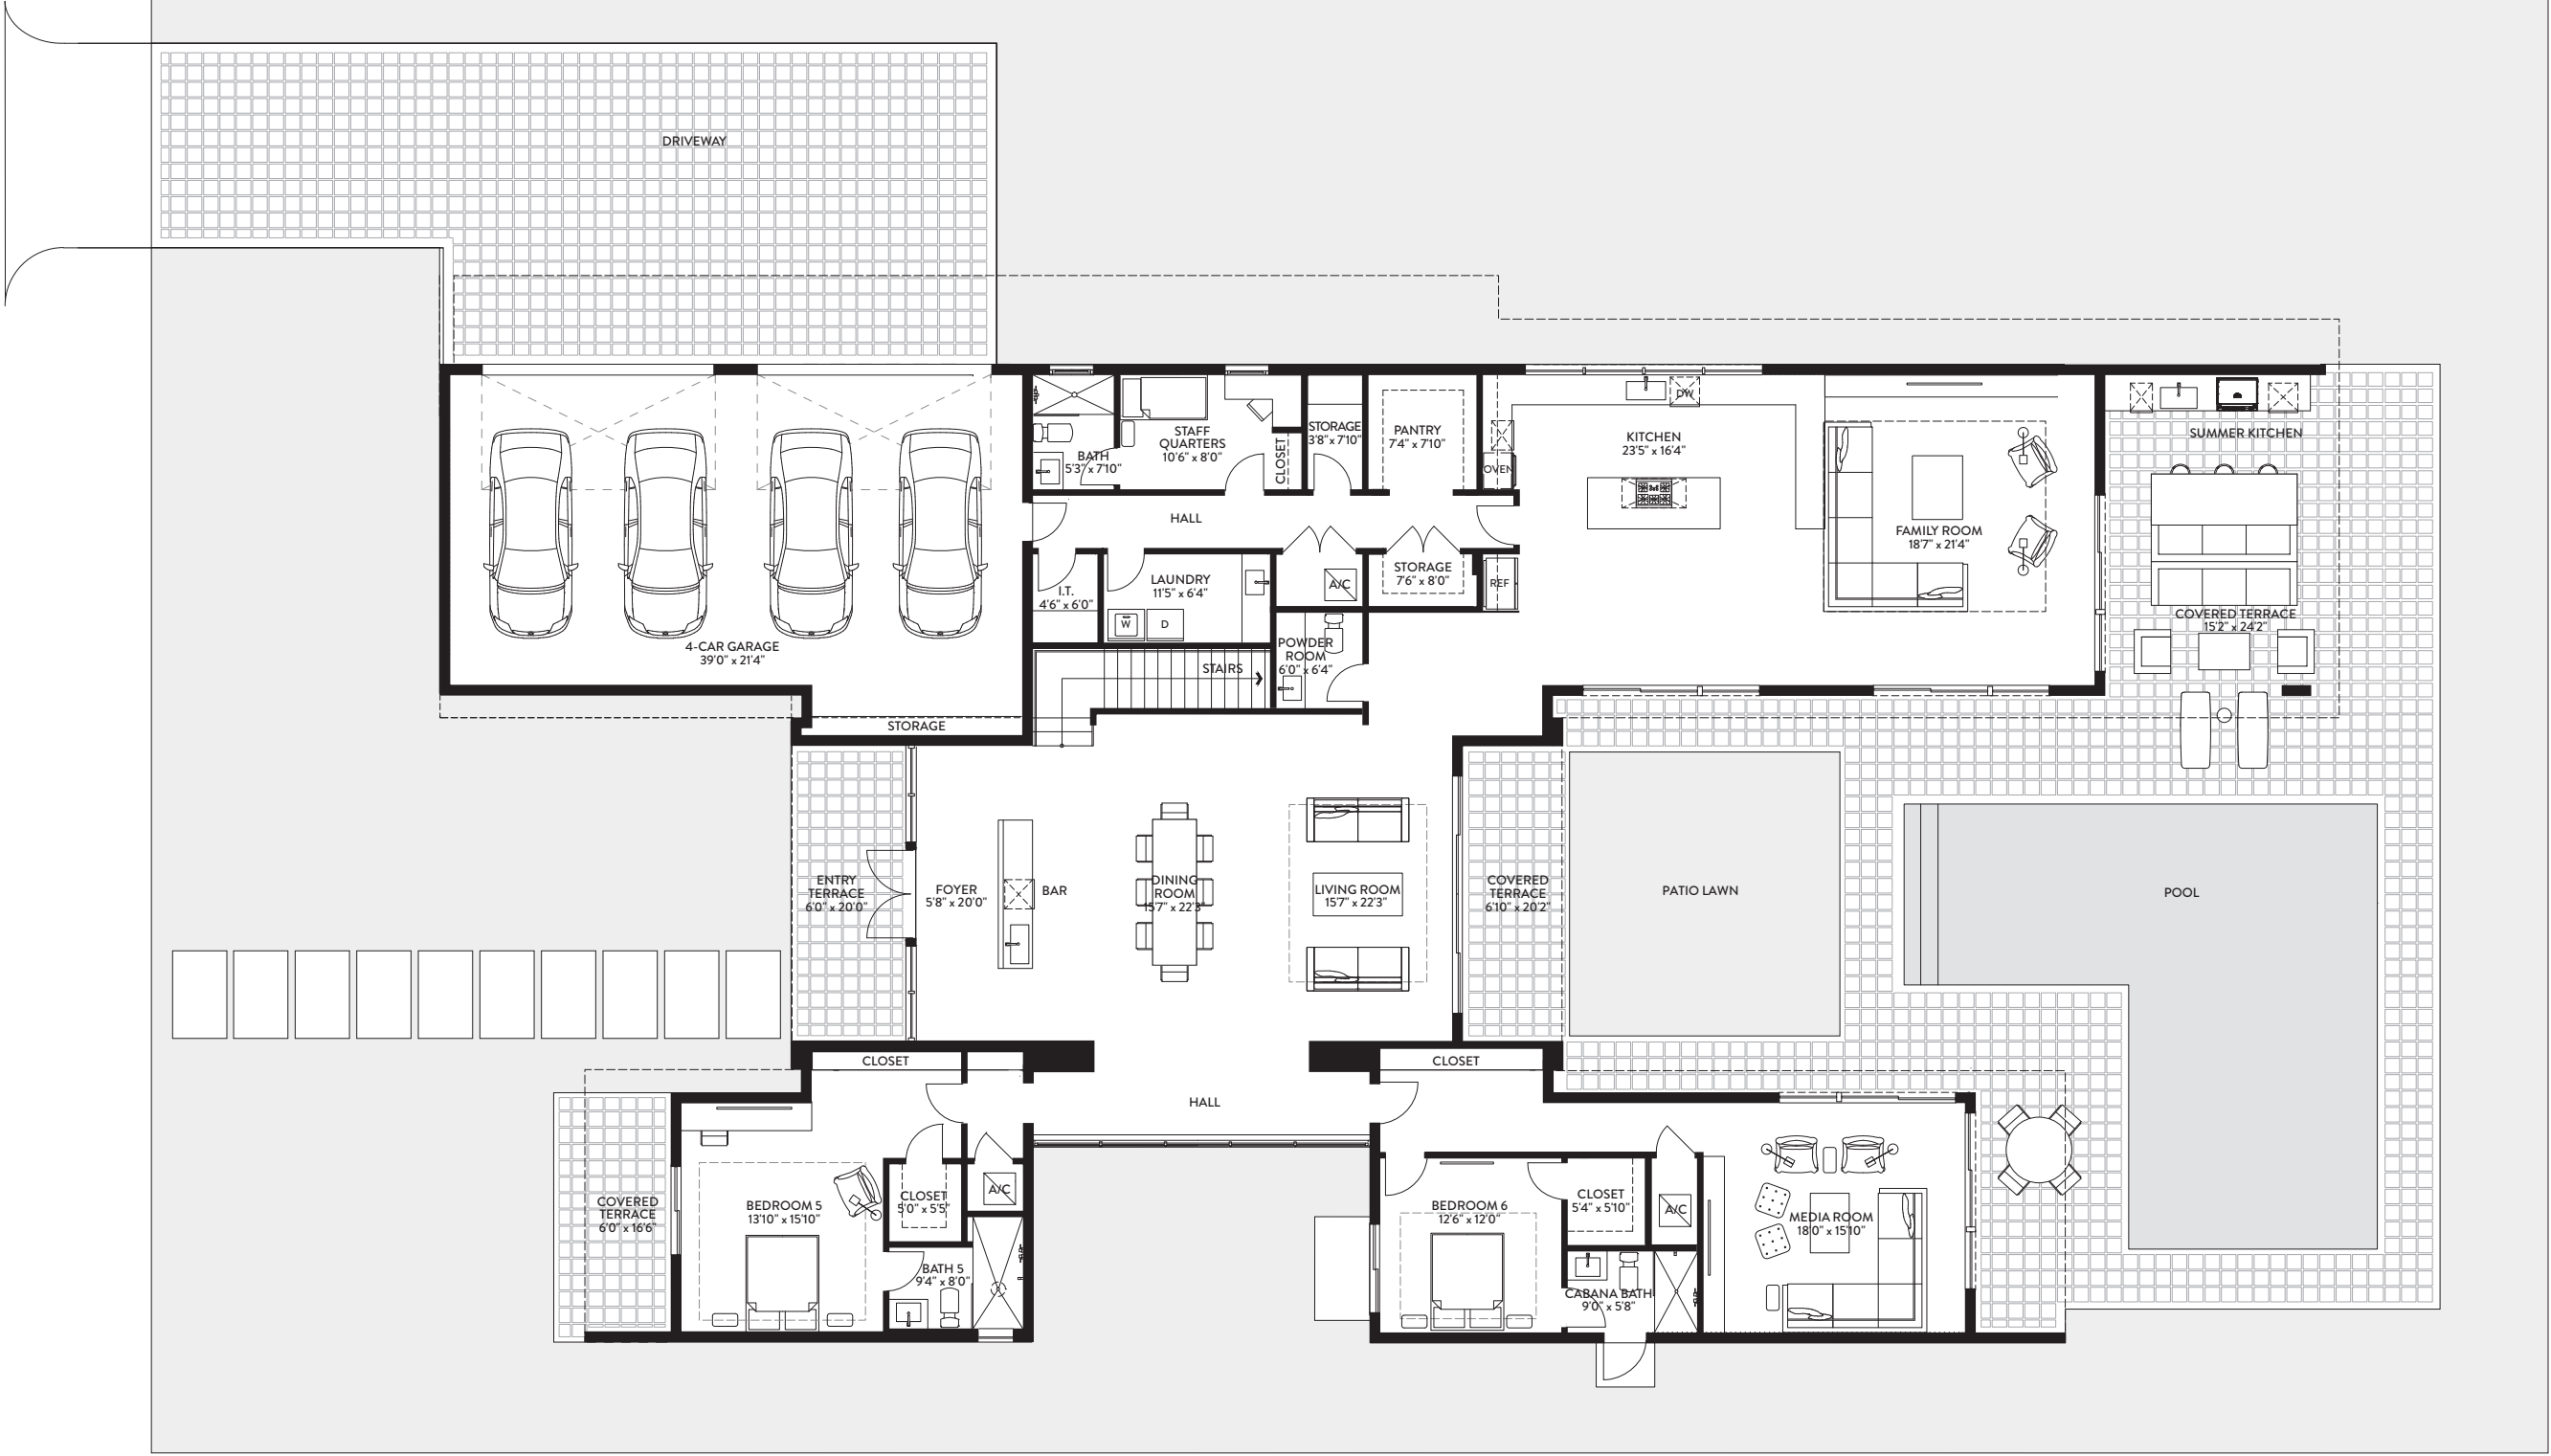 DRIVEWAY
BATH
5'3" x 7'10"
STAFF
QUARTERS
10'6" x 8'0"
CLOSET
STORAGE
3'8" x 7'10"
PANTRY
7'4" x 7'10"
OVEN
DW
KITCHEN
23'5" x 16'4"
FAMILY ROOM
18'7" x 21'4"
SUMMER KITCHEN
HALL
I.T.
4'6" x 6'0"
LAUNDRY
11'5" x 6'4"
W
D
A/C
STORAGE
7'6" x 8'0"
REF
COVERED TERRACE
15'2" x 24'2"
4-CAR GARAGE
39'0" x 21'4"
STAIRS
POWDER
ROOM
6'0" x 6'4"
STORAGE
ENTRY
TERRACE
6'0" x 20'0"
FOYER
5'8" x 20'0"
BAR
DINING
ROOM
15'7" x 22'3"
LIVING ROOM
15'7" x 22'3"
COVERED
TERRACE
6'10" x 20'2"
PATIO LAWN
POOL
CLOSET
CLOSET
HALL
COVERED
TERRACE
6'0" x 16'6"
BEDROOM 5
13'10" x 15'10"
CLOSET
5'0" x 5'5"
A/C
BATH 5
9'4" x 8'0"
BEDROOM 6
12'6" x 12'0"
CLOSET
5'4" x 5'10"
A/C
CABANA BATH
9'0" x 5'8"
MEDIA ROOM
18'0" x 15'10"